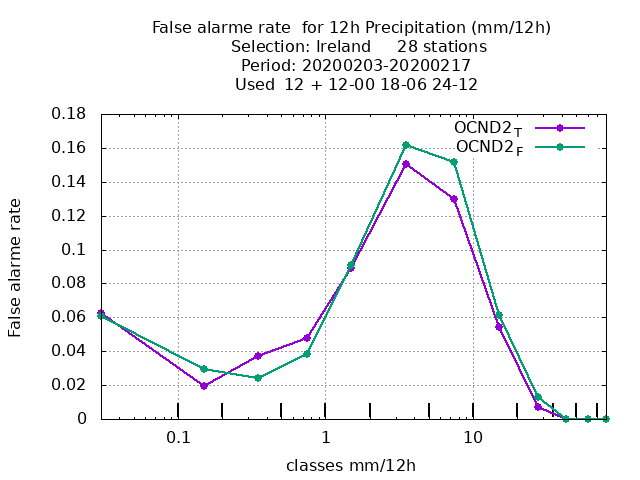 False alarme rate  for 12h Precipitation (mm/12h)
Selection: Ireland     28 stations
Period: 20200203-20200217
Used  12 + 12-00 18-06 24-12
OCND2_T
OCND2_F
False alarme rate
0.18
0.16
0.14
0.12
0.1
0.08
0.06
0.04
0.02
0
0.1 1 10
classes mm/12h